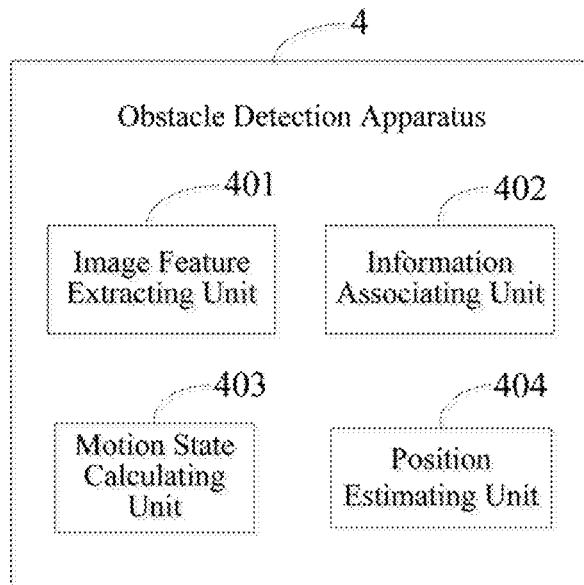 4
Obstacle Detection Apparatus
401
402
Image Feature
Extracting Unit
Information
Associating Unit
403
404
Motion State
Calculating
Unit
Position
Estimating Unit